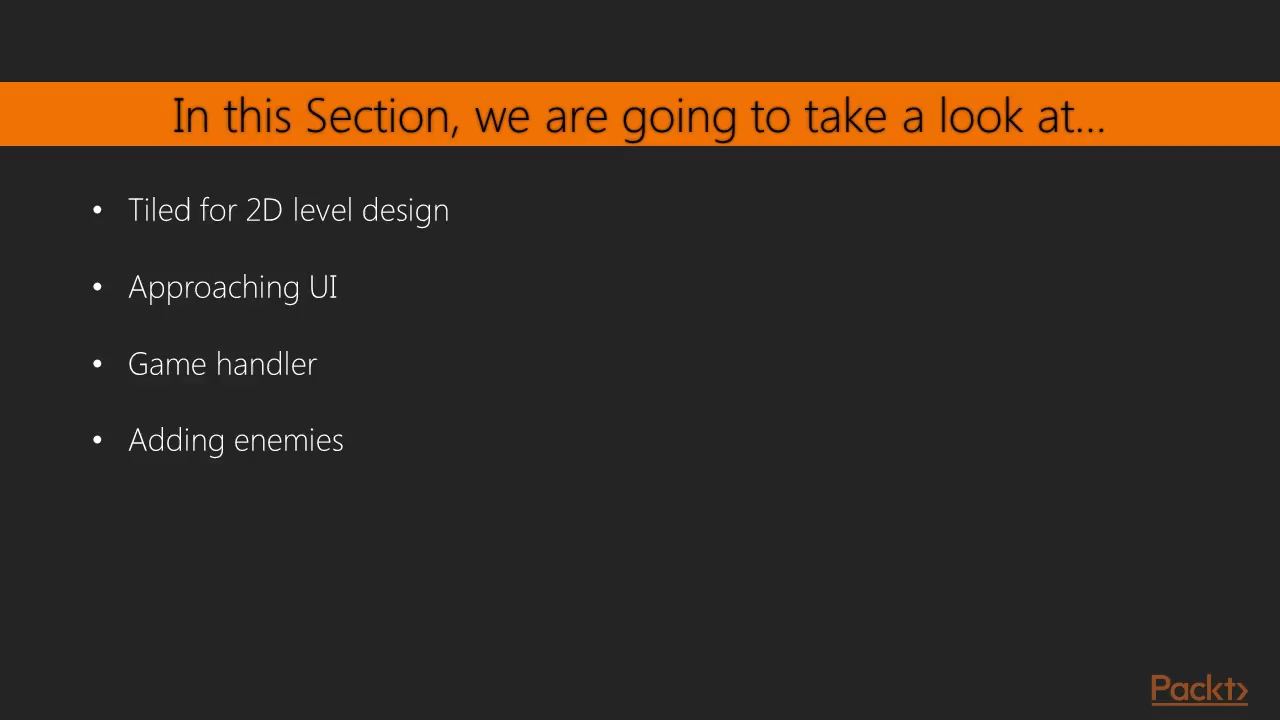 In this Section, we are going to take a look at...
• Tiled for 2D level design
• Approaching UI
• Game handler
• Adding enemies
Packt>